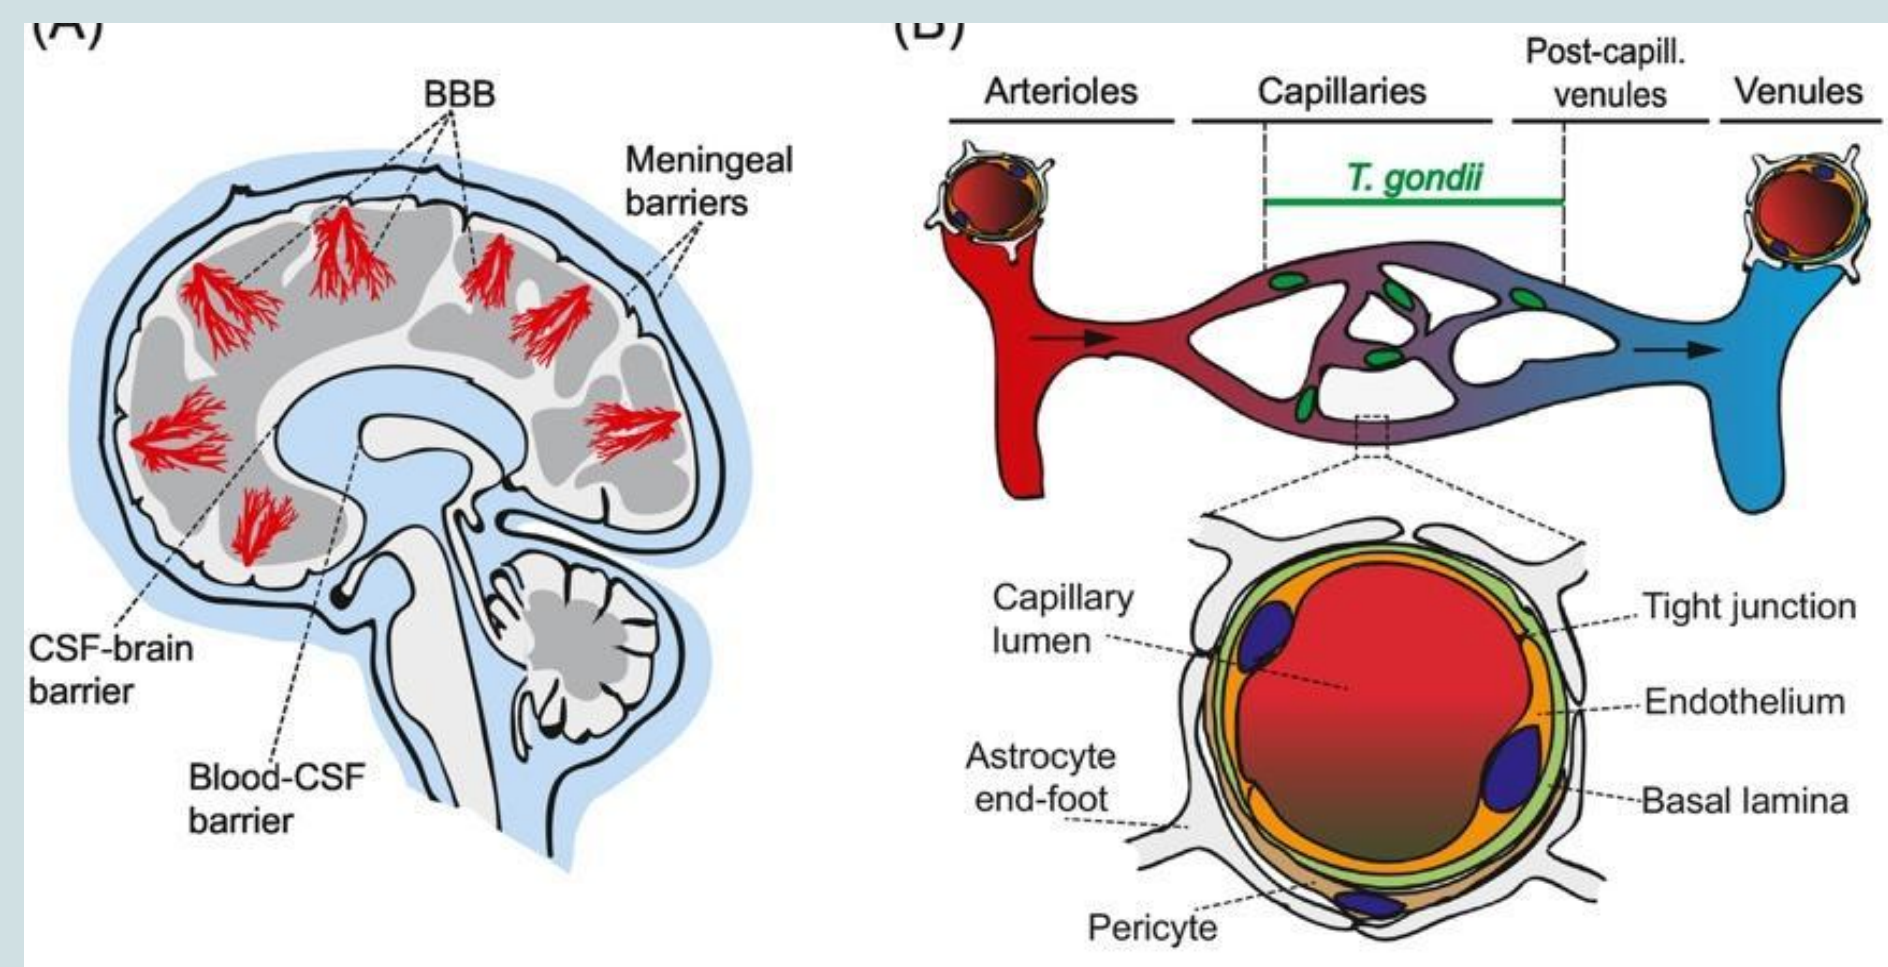 (A)
BBB
Meningeal
barriers
CSF-brain
barrier
Blood-CSF
barrier
(B)
Arterioles
Capillaries
Post-capill.
venules
Venules
T. gondii
Capillary
lumen
Tight junction
Endothelium
Astrocyte
end-foot
Basal lamina
Pericyte